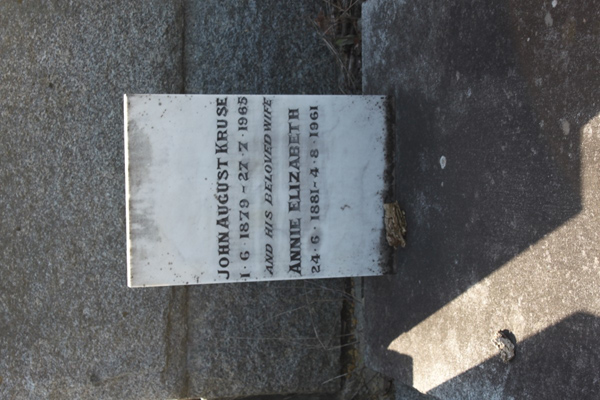 JOHN AUGUST KRUSE
1·6·1879 – 27·7·1965
AND HIS BELOVED WIFE
ANNIE ELIZABETH
24·6·1881 – 4·8·1961